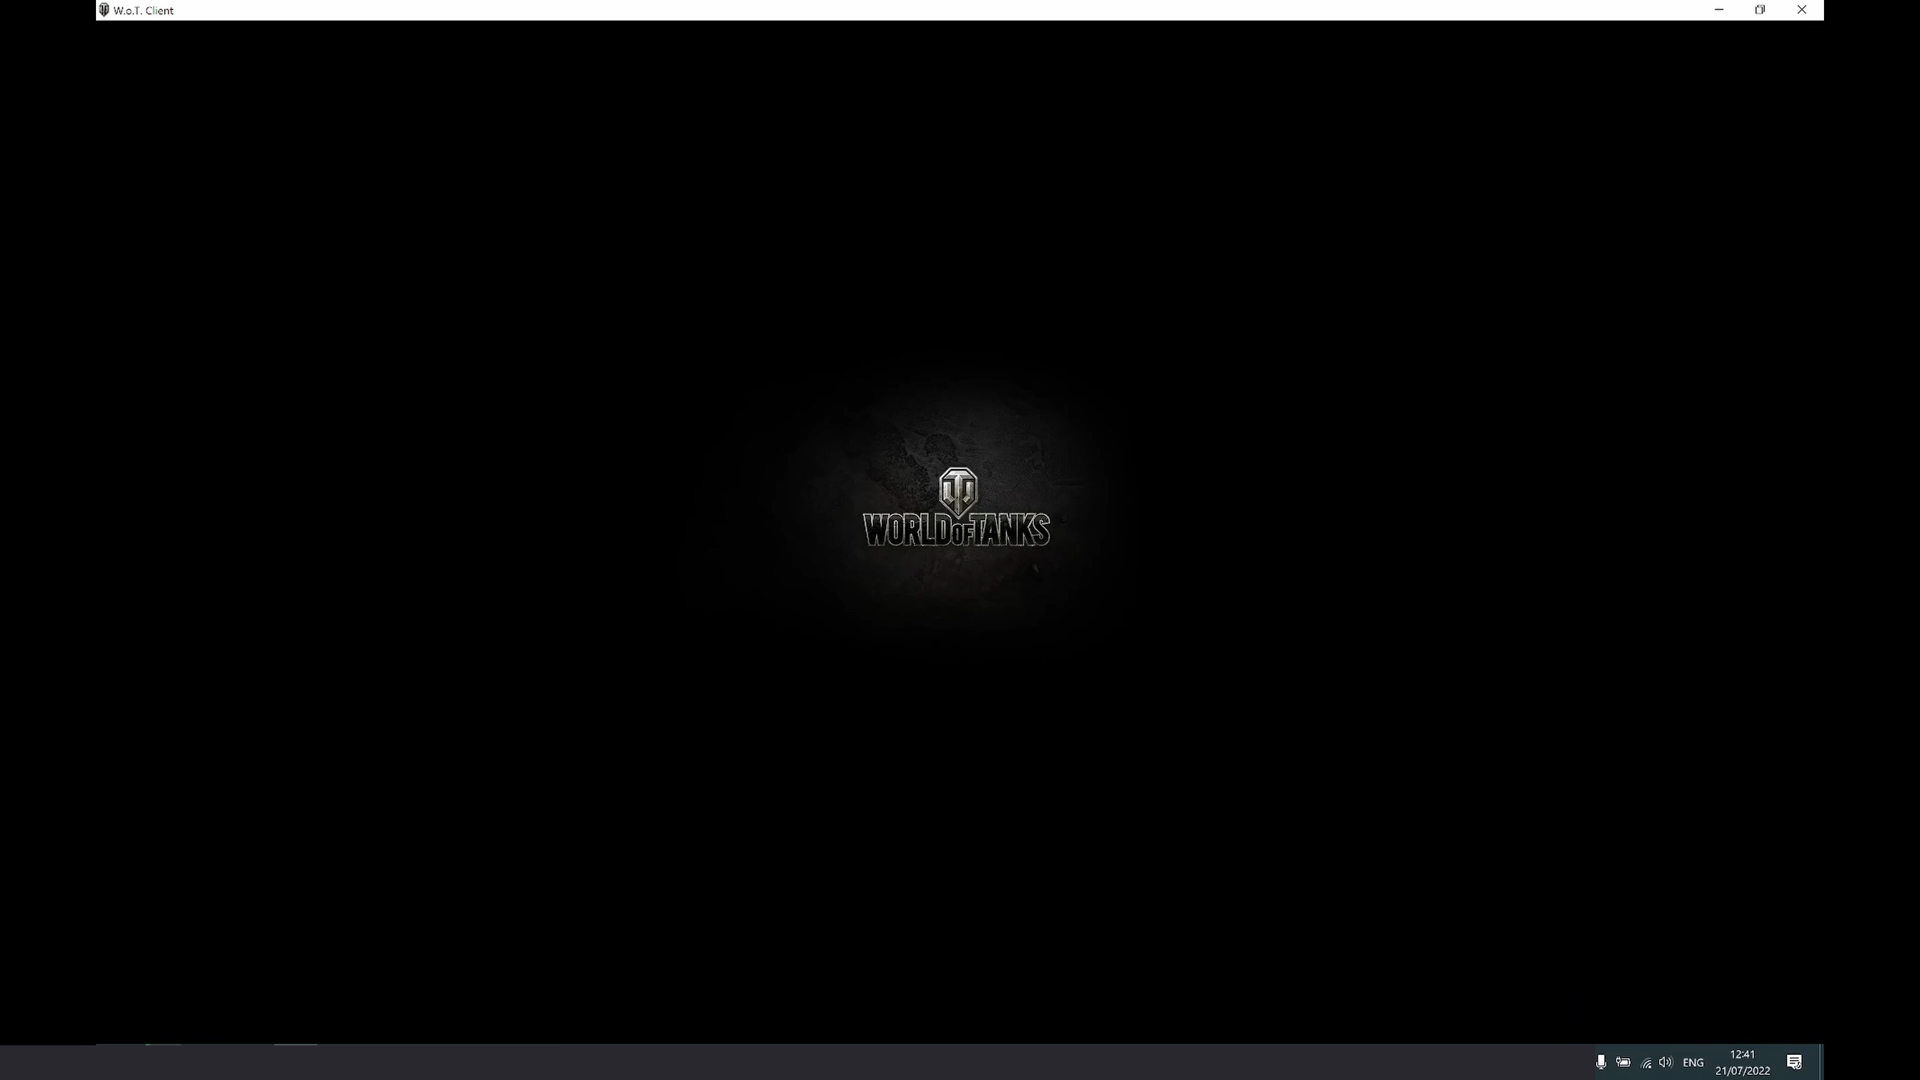 W.o.T. Client
WORLD OF TANKS
ENG
12:41
21/07/2022